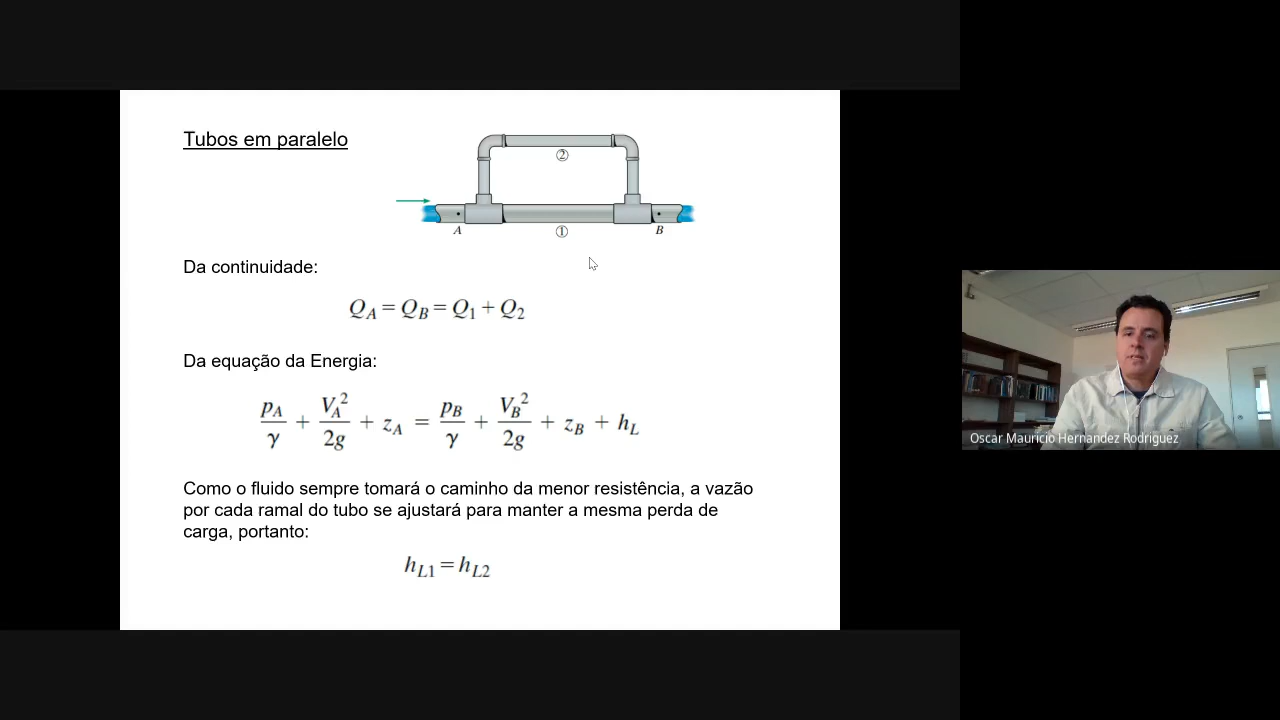 Tubos em paralelo
②
A
①
B
Da continuidade:
Q_A = Q_B = Q_1 + Q_2
Da equação da Energia:
p_A/γ + V_A²/2g + z_A = p_B/γ + V_B²/2g + z_B + h_L
Como o fluido sempre tomará o caminho da menor resistência, a vazão
por cada ramal do tubo se ajustará para manter a mesma perda de
carga, portanto:
h_L1 = h_L2
Oscar Mauricio Hernandez Rodriguez